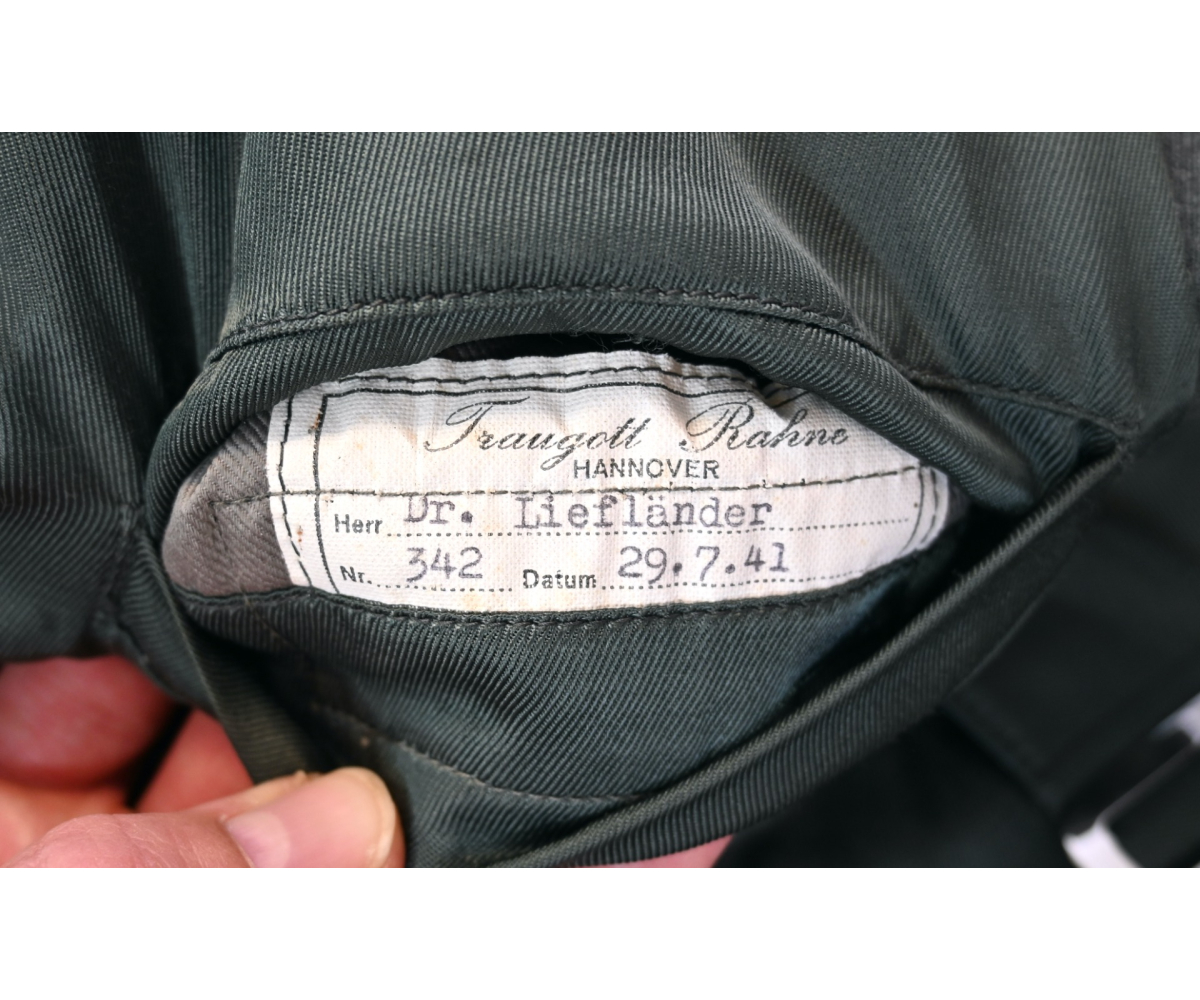 Traugott Rahne
HANNOVER
Herr Dr. Liefländer
Nr. 342 Datum 29.7.41